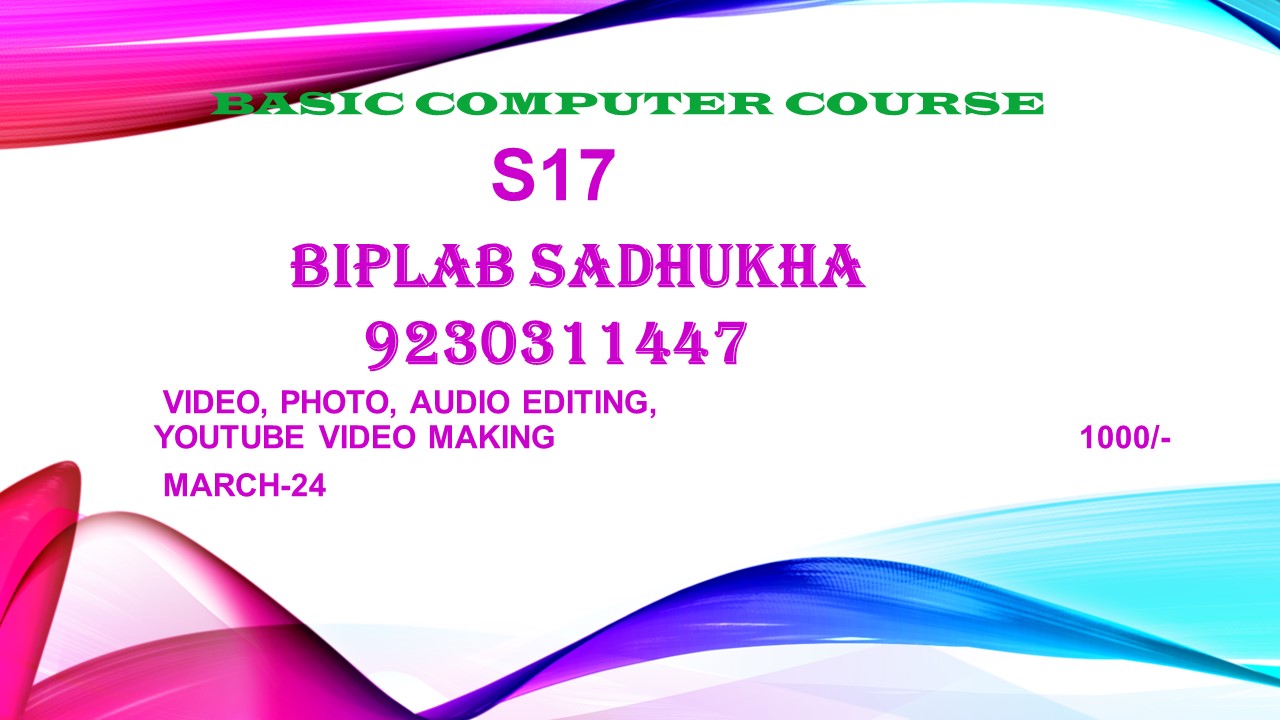 BASIC COMPUTER COURSE
S17
BIPLAB SADHUKHA
9230311447
VIDEO, PHOTO, AUDIO EDITING,
YOUTUBE VIDEO MAKING 1000/-
MARCH-24